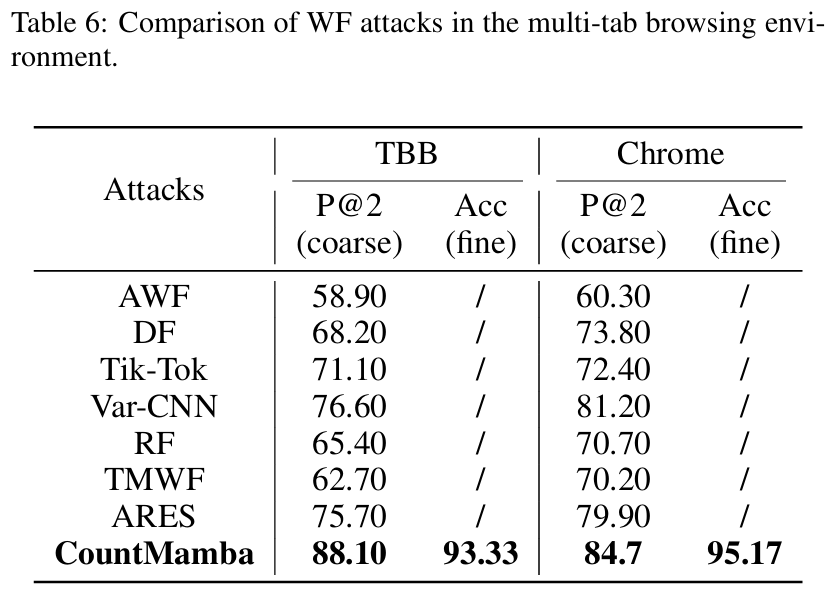 Table 6: Comparison of WF attacks in the multi-tab browsing envi-
ronment.
Attacks TBB Chrome
P@2 (coarse) Acc (fine) P@2 (coarse) Acc (fine)
AWF 58.90 / 60.30 /
DF 68.20 / 73.80 /
Tik-Tok 71.10 / 72.40 /
Var-CNN 76.60 / 81.20 /
RF 65.40 / 70.70 /
TMWF 62.70 / 70.20 /
ARES 75.70 / 79.90 /
CountMamba 88.10 93.33 84.7 95.17